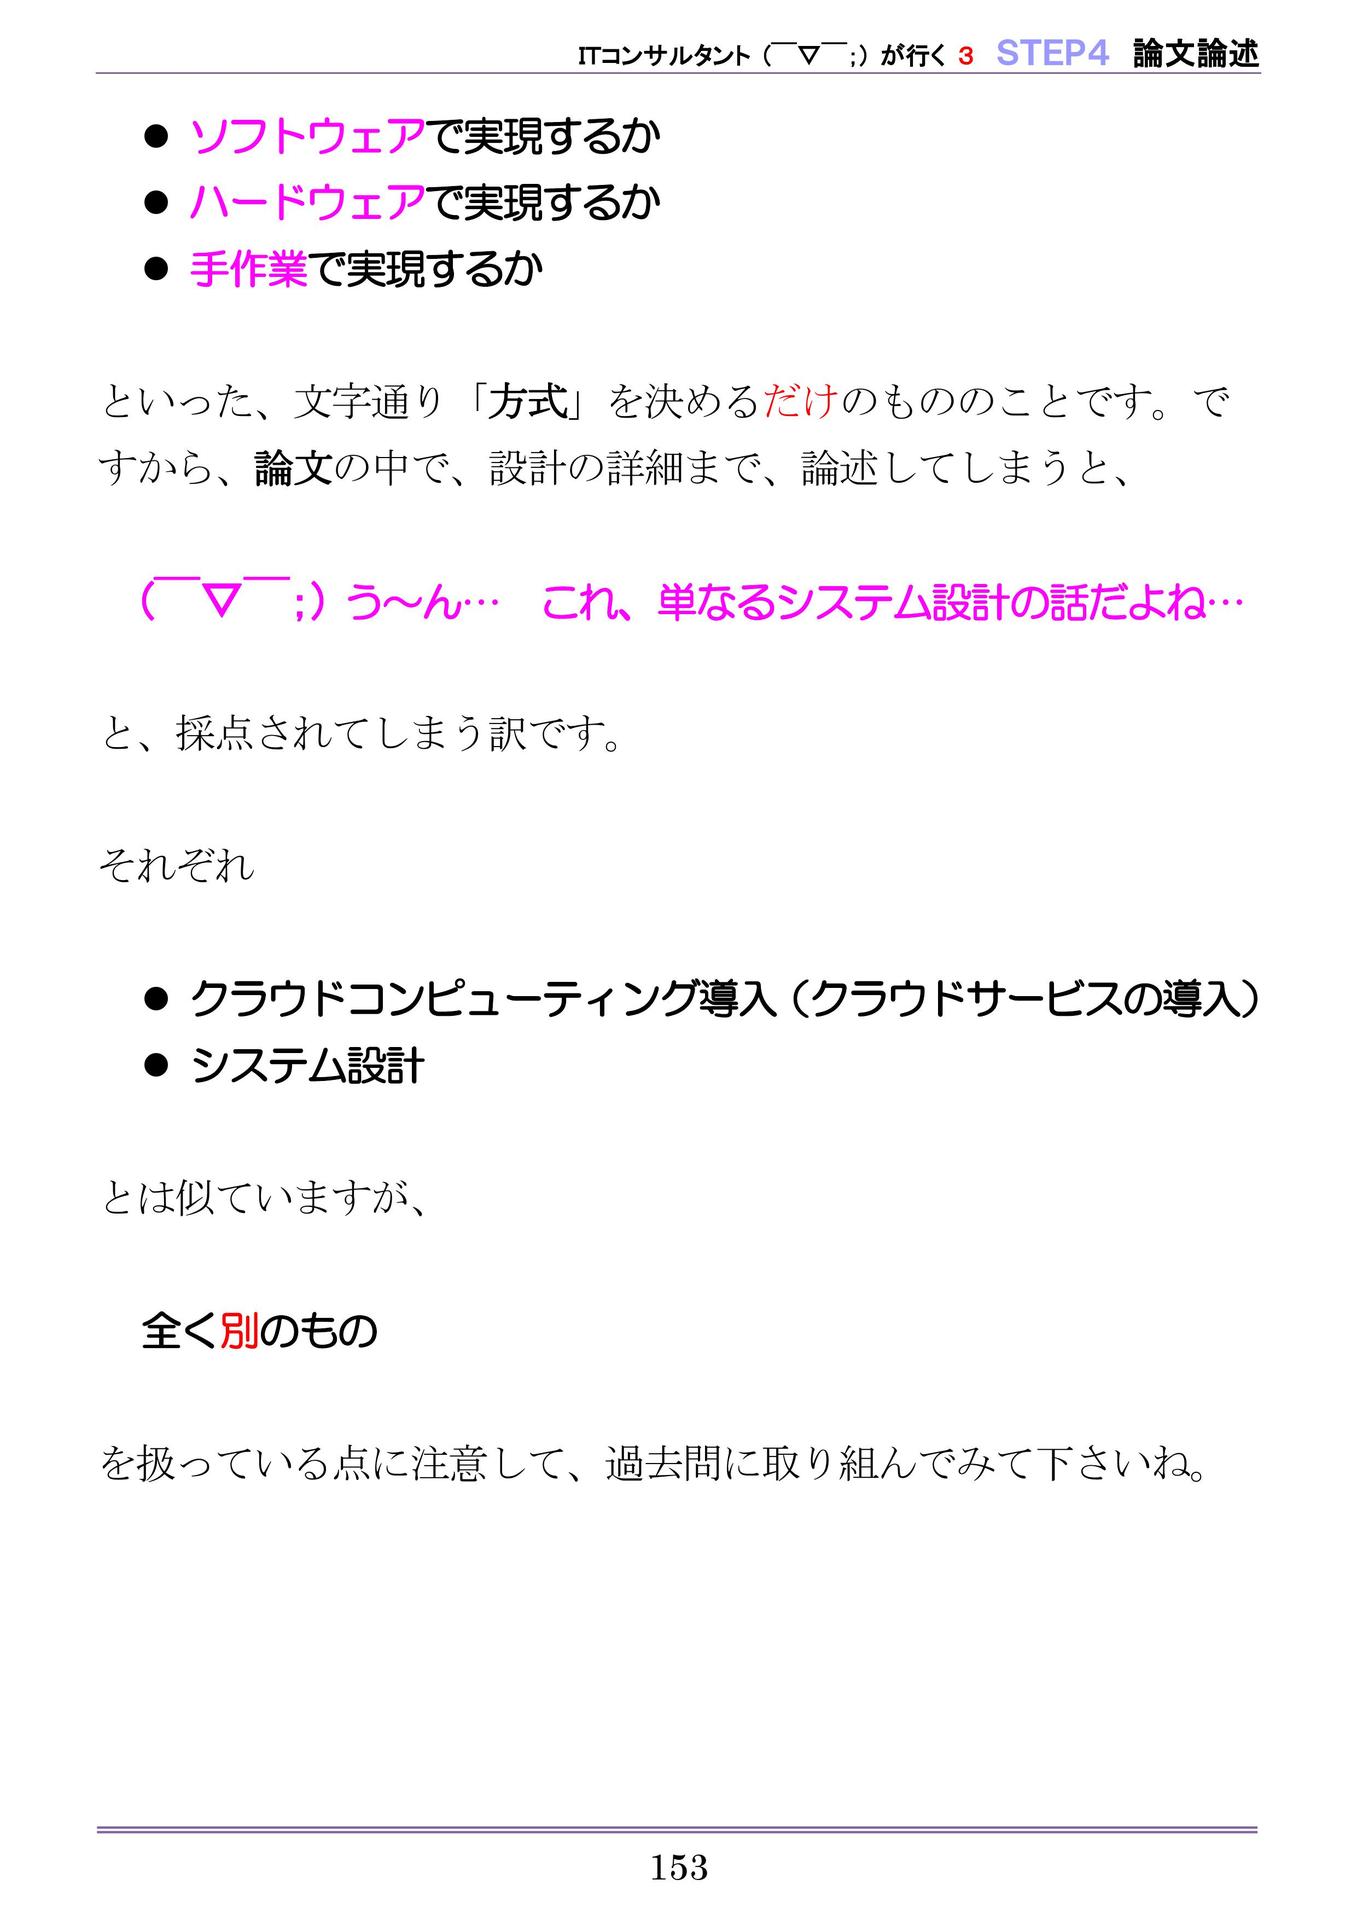 ITコンサルタント（￣▽￣；）が行く 3 STEP4 論文論述
● ソフトウェアで実現するか
● ハードウェアで実現するか
● 手作業で実現するか
といった、文字通り「方式」を決めるだけのもののことです。で
すから、論文の中で、設計の詳細まで、論述してしまうと、
（￣▽￣；）う～ん… これ、単なるシステム設計の話だよね…
と、採点されてしまう訳です。
それぞれ
● クラウドコンピューティング導入（クラウドサービスの導入）
● システム設計
とは似ていますが、
全く別のもの
を扱っている点に注意して、過去問に取り組んでみて下さいね。
153